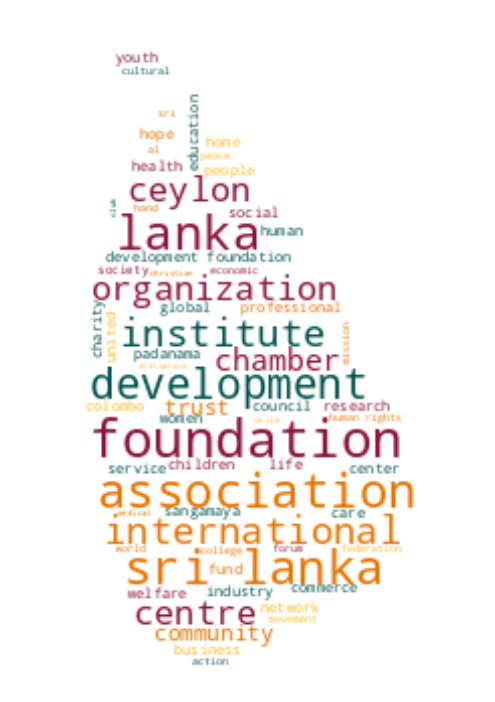 youth
cultural
sri
education
hope
home
al
peace
health
people
ceylon
club
hand
social
lanka
human
development foundation
society
christian
economic
organization
charity
global
professional
united
institute
mission
padanama
chamber
initiative
development
colombo
trust
council
research
women
child
human rights
foundation
service
children
life
center
association
medical
sangamaya
care
international
world
college
forum
federation
sri lanka
fund
welfare
industry
commerce
centre
network
movement
community
business
action